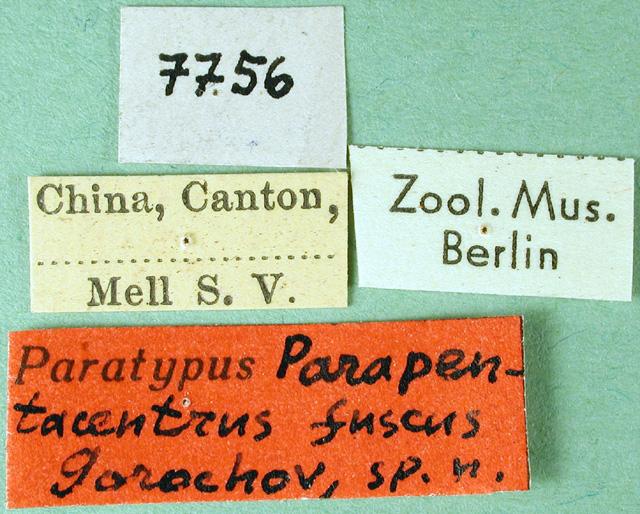 7756
China, Canton,
Mell S. V.
Zool. Mus.
Berlin
Paratypus Parapen-
tacentrus fuscus
Gorochov, sp. n.